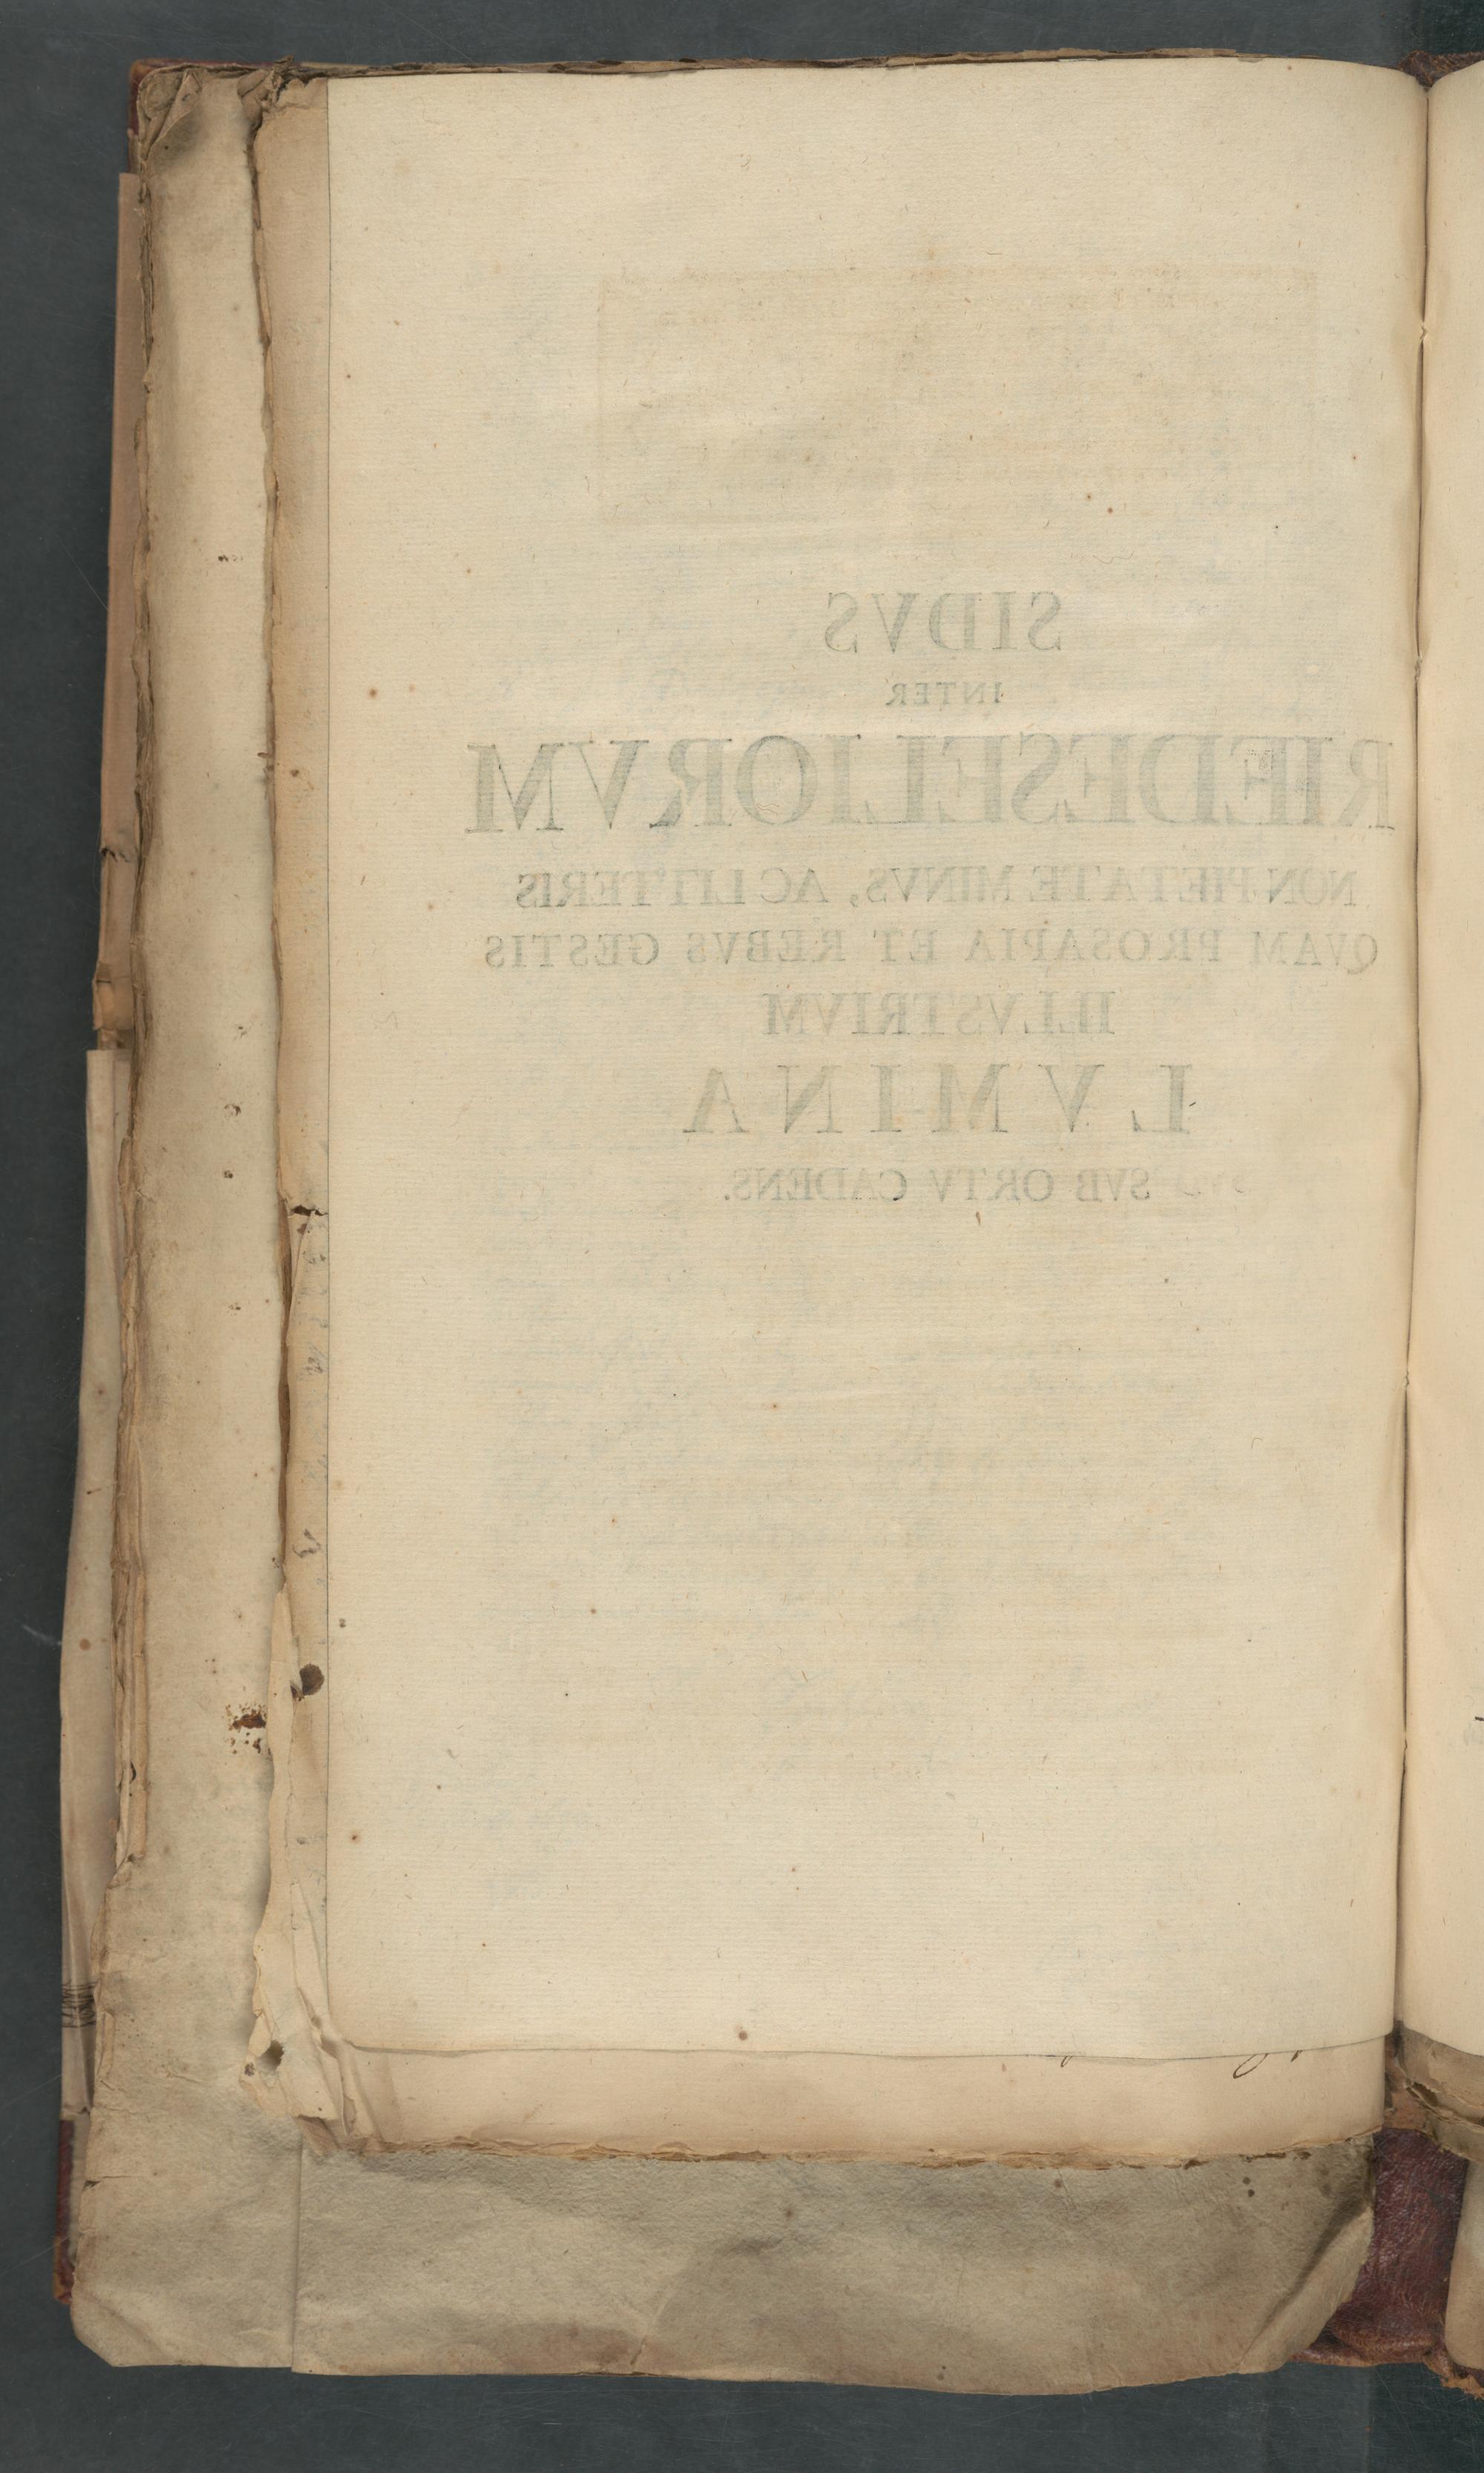 SIDVS
INTER
RIEDESELIORVM
NON PIETATE MINVS, AC LITTERIS
QVAM PROSAPIA ET REBVS GESTIS
ILLVSTRIVM
LVMINA
SVB ORTV CADENS.